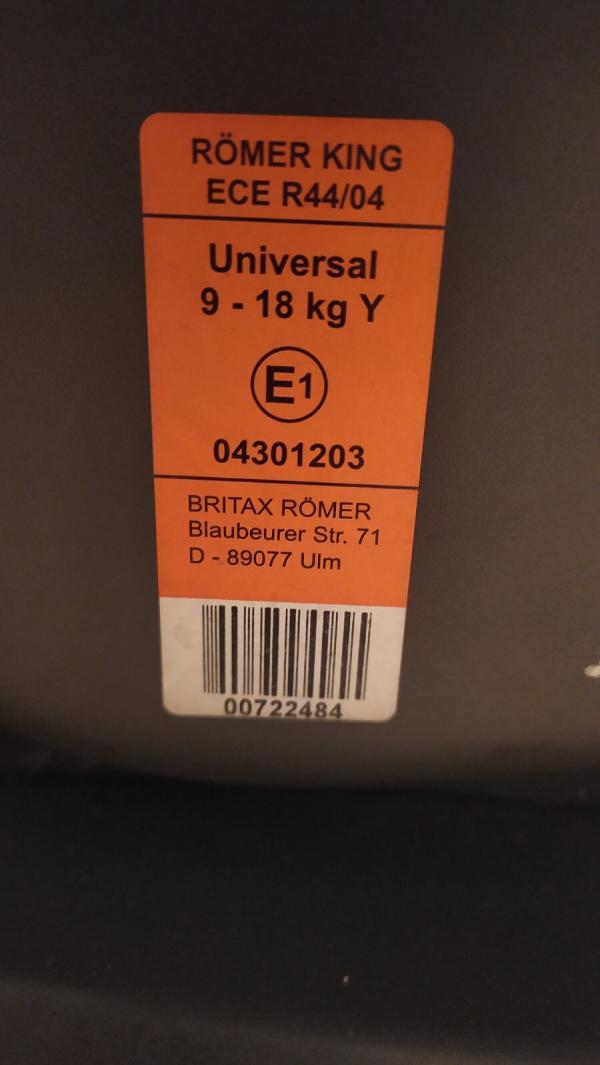 RÖMER KING
ECE R44/04
Universal
9 - 18 kg Y
E1
04301203
BRITAX RÖMER
Blaubeurer Str. 71
D - 89077 Ulm
00722484